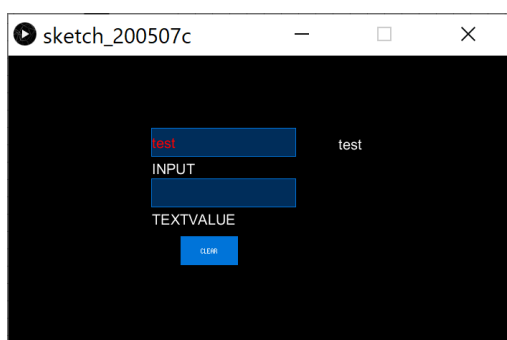 sketch_200507c
test test
INPUT
TEXTVALUE
CLEAR